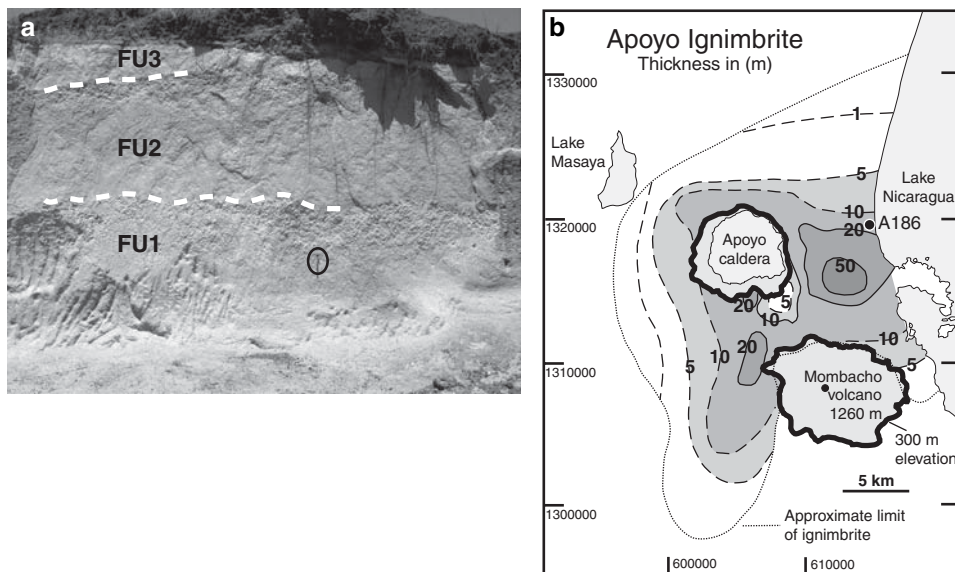 a
FU3
FU2
FU1
b
Apoyo Ignimbrite
Thickness in (m)
1330000
1
Lake
Masaya
5
Lake
Nicaragua
10
1320000
20
A186
Apoyo
caldera
50
5
20
10
10
20
10
5
5
1310000
Mombacho
volcano
1260 m
300 m
elevation
5 km
1300000
Approximate limit
of ignimbrite
600000
610000